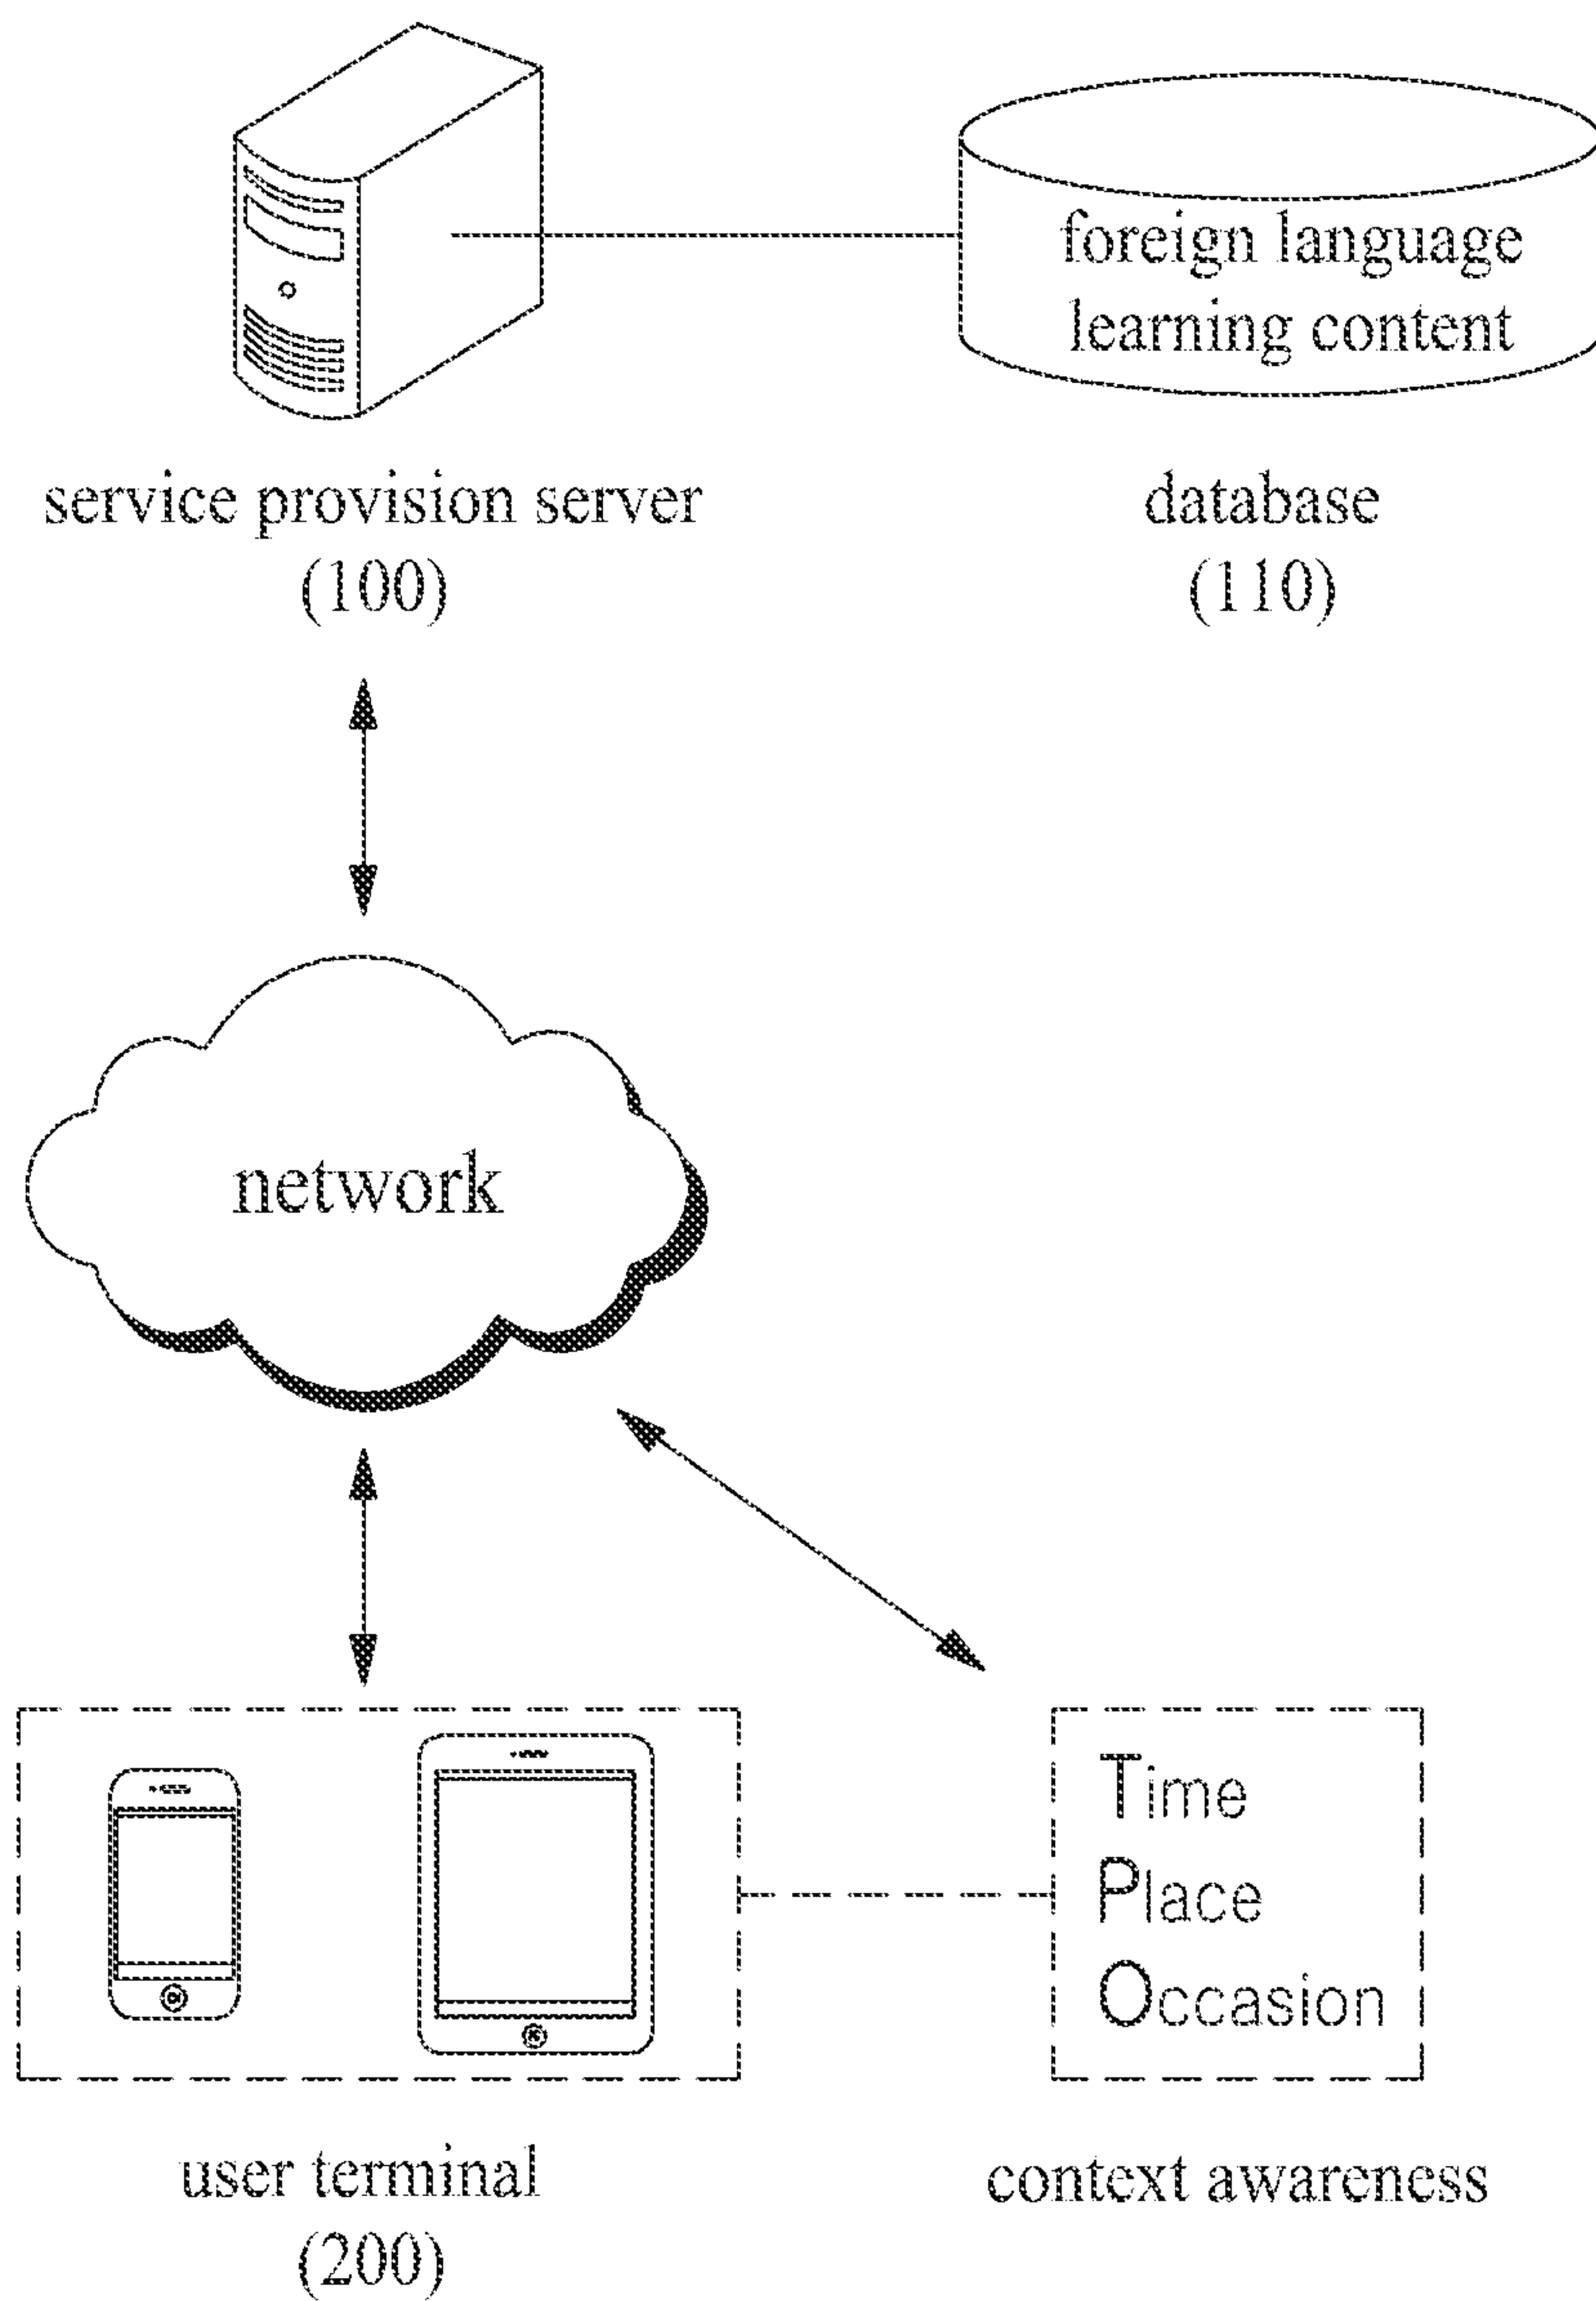 foreign language
learning content
service provision server
(100)
database
(110)
network
Time
Place
Occasion
user terminal
(200)
context awareness